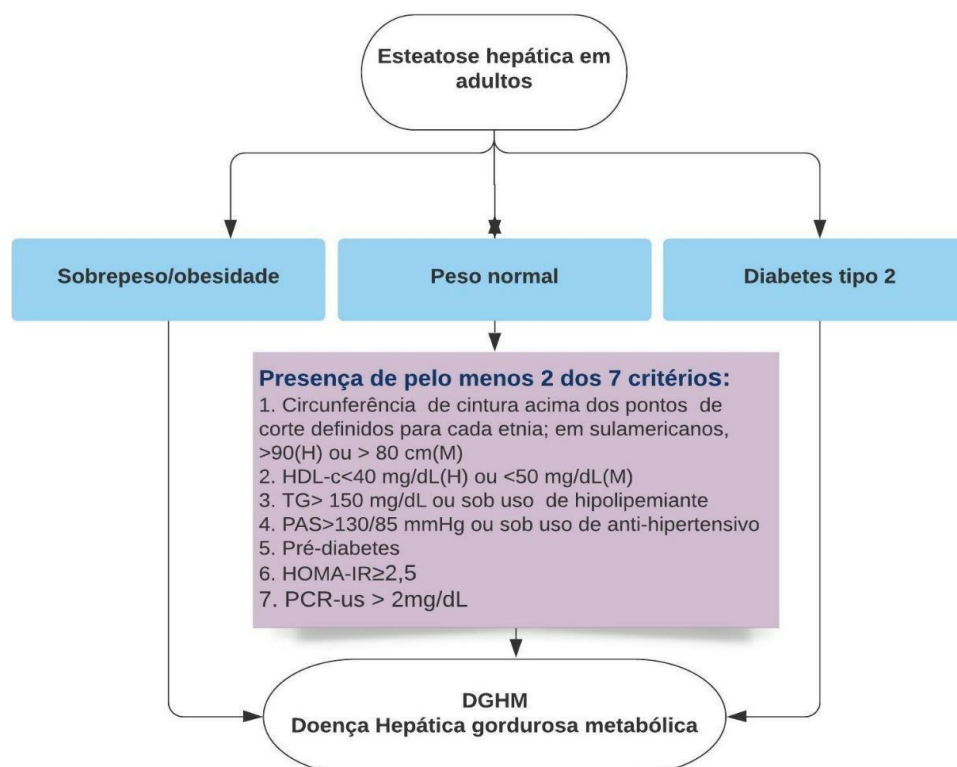 Esteatose hepática em
adultos
Sobrepeso/obesidade
Peso normal
Diabetes tipo 2
Presença de pelo menos 2 dos 7 critérios:
1. Circunferência de cintura acima dos pontos de
corte definidos para cada etnia; em sulamericanos,
>90(H) ou > 80 cm(M)
2. HDL-c<40 mg/dL(H) ou <50 mg/dL(M)
3. TG> 150 mg/dL ou sob uso de hipolipemiante
4. PAS>130/85 mmHg ou sob uso de anti-hipertensivo
5. Pré-diabetes
6. HOMA-IR≥2,5
7. PCR-us > 2mg/dL
DGHM
Doença Hepática gordurosa metabólica